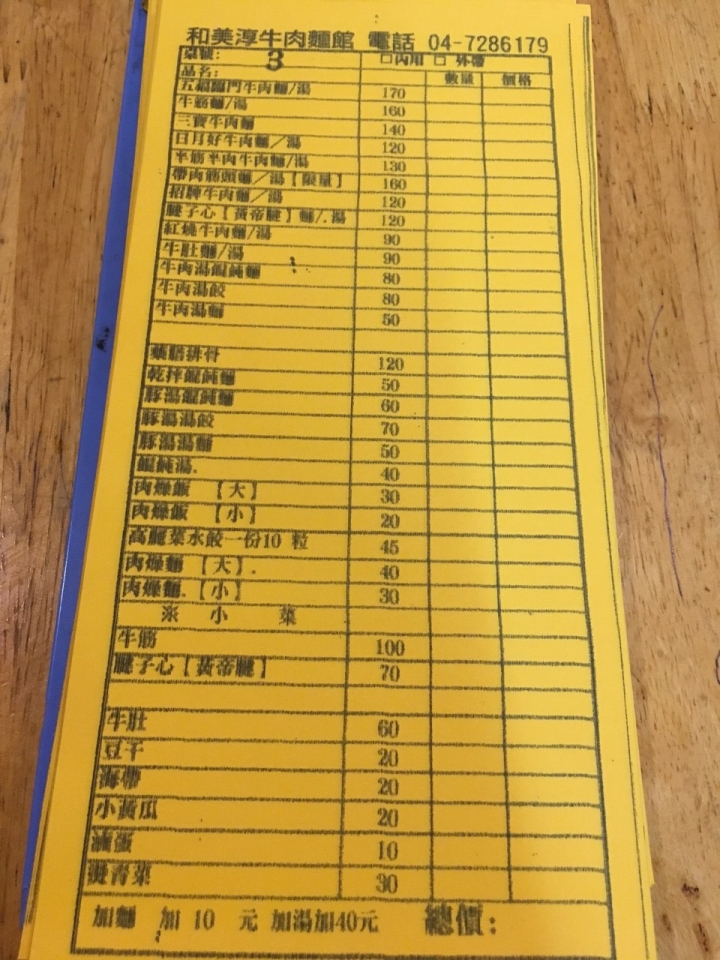 和美淳牛肉麵館 電話 04-7286179
桌號: 3 □內用 □ 外帶
品名: 數量 價格
五福臨門牛肉麵/湯 170
牛筋麵/湯 160
三寶牛肉麵 140
日月好牛肉麵/湯 120
半筋半肉牛肉麵/湯 130
帶肉筋頭麵/湯【限量】 160
招牌牛肉麵/湯 120
腱子心【黃帝腱】麵/.湯 120
紅燒牛肉麵/湯 90
牛肚麵/湯 90
牛肉湯餛飩麵 80
牛肉湯餃 80
牛肉湯麵 50
藥膳排骨 120
乾拌餛飩麵 50
豚湯餛飩麵 60
豚湯湯餃 70
豚湯湯麵 50
餛飩湯. 40
肉燥飯 【大】 30
肉燥飯 【小】 20
高麗菜水餃一份10 粒 45
肉燥麵 【大】. 40
肉燥麵.【小】 30
※ 小 菜
牛筋 100
腱子心【黃帝腱】 70
牛肚 60
豆干 20
海帶 20
小黃瓜 20
滷蛋 10
燙青菜 30
加麵 加 10 元 加湯加40元 總價: